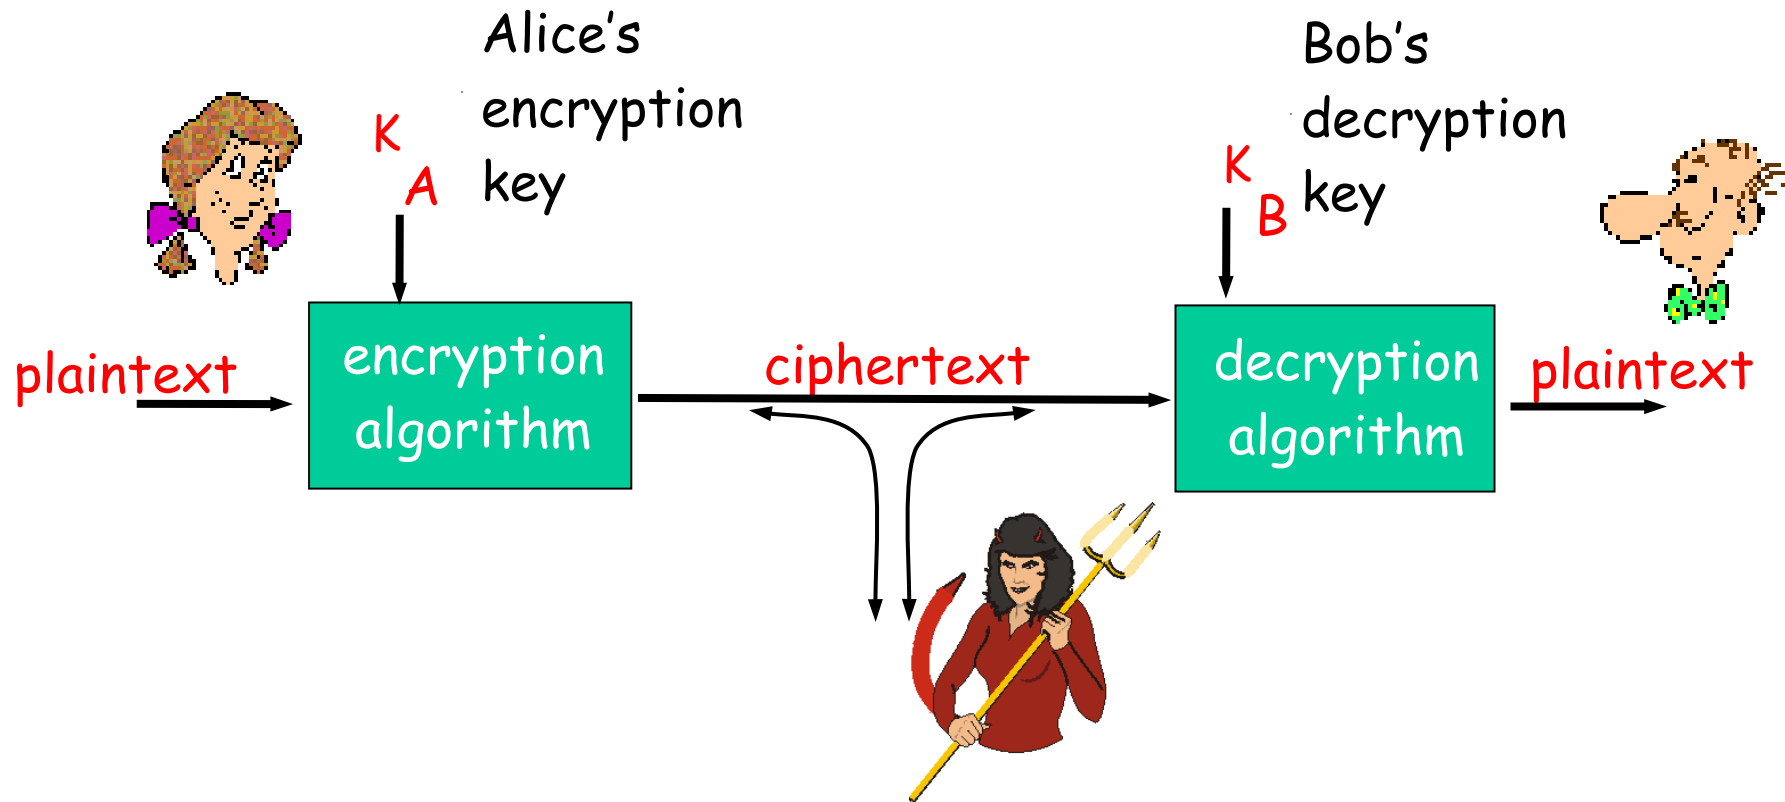 Alice's
encryption
key
K
A
Bob's
decryption
key
K
B
plaintext
encryption
algorithm
ciphertext
decryption
algorithm
plaintext